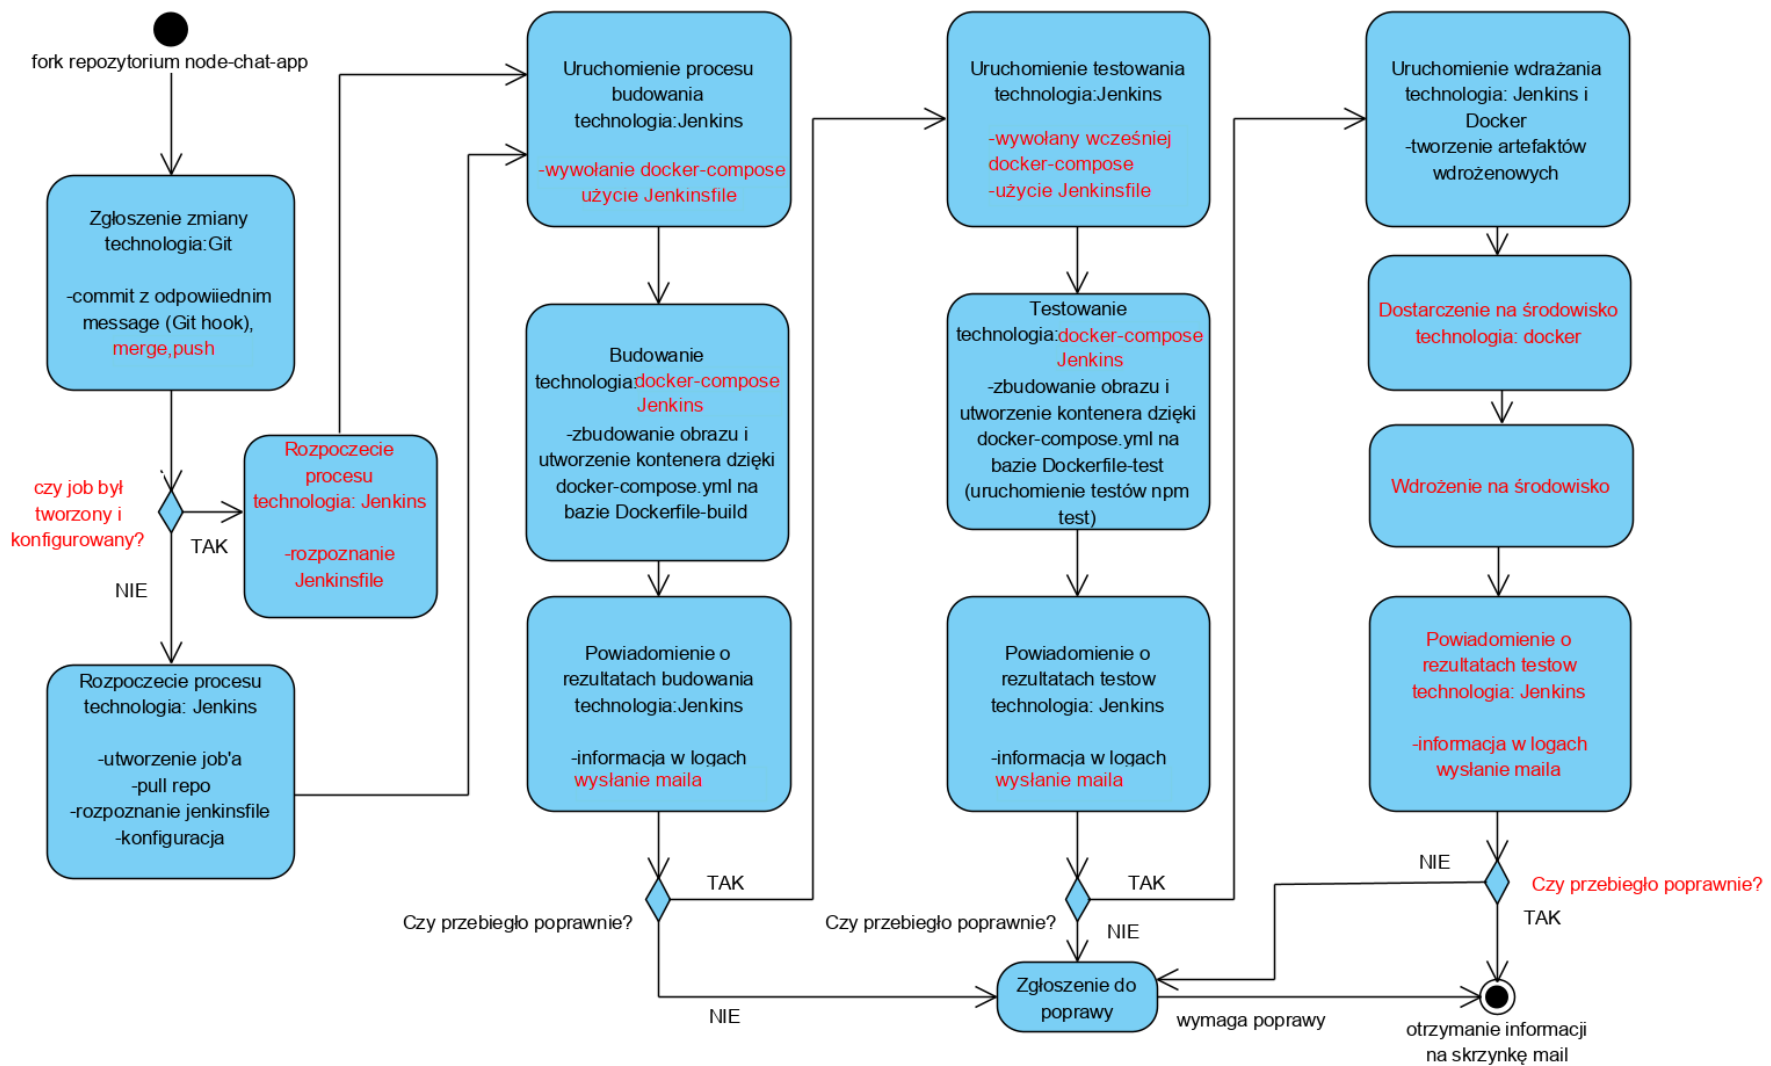 fork repozytorium node-chat-app
Zgłoszenie zmiany
technologia:Git
-commit z odpowiiednim
message (Git hook),
merge,push
czy job był
tworzony i
konfigurowany?
TAK
NIE
Rozpoczecie
procesu
technologia: Jenkins
-rozpoznanie
Jenkinsfile
Rozpoczecie procesu
technologia: Jenkins
-utworzenie job'a
-pull repo
-rozpoznanie jenkinsfile
-konfiguracja
Uruchomienie procesu
budowania
technologia:Jenkins
-wywołanie docker-compose
użycie Jenkinsfile
Budowanie
technologia:docker-compose
Jenkins
-zbudowanie obrazu i
utworzenie kontenera dzięki
docker-compose.yml na
bazie Dockerfile-build
Powiadomienie o
rezultatach budowania
technologia:Jenkins
-informacja w logach
wysłanie maila
TAK
Czy przebiegło poprawnie?
NIE
Uruchomienie testowania
technologia:Jenkins
-wywołany wcześniej
docker-compose
-użycie Jenkinsfile
Testowanie
technologia:docker-compose
Jenkins
-zbudowanie obrazu i
utworzenie kontenera dzięki
docker-compose.yml na
bazie Dockerfile-test
(uruchomienie testów npm
test)
Powiadomienie o
rezultatach testow
technologia: Jenkins
-informacja w logach
wysłanie maila
TAK
Czy przebiegło poprawnie?
NIE
Zgłoszenie do
poprawy
wymaga poprawy
Uruchomienie wdrażania
technologia: Jenkins i
Docker
-tworzenie artefaktów
wdrożenowych
Dostarczenie na środowisko
technologia: docker
Wdrożenie na środowisko
Powiadomienie o
rezultatach testow
technologia: Jenkins
-informacja w logach
wysłanie maila
NIE
Czy przebiegło poprawnie?
TAK
otrzymanie informacji
na skrzynkę mail